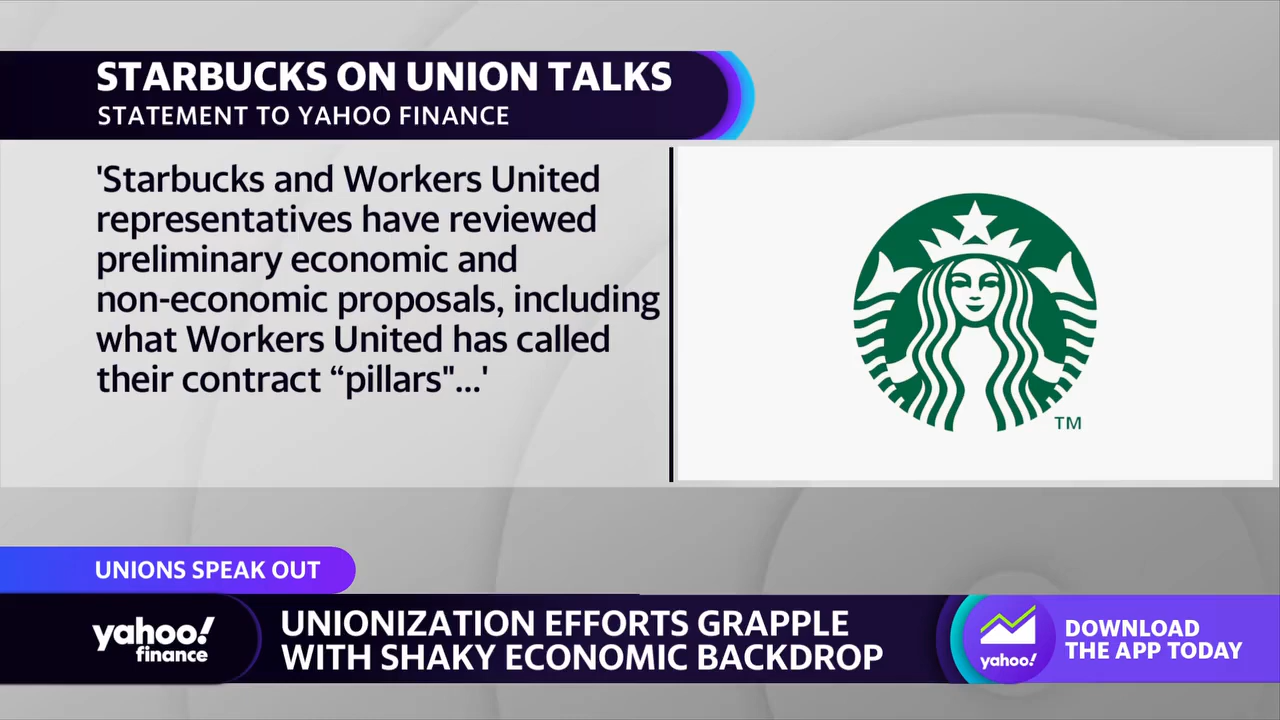 STARBUCKS ON UNION TALKS
STATEMENT TO YAHOO FINANCE
'Starbucks and Workers United
representatives have reviewed
preliminary economic and
non-economic proposals, including
what Workers United has called
their contract “pillars"...'
TM
UNIONS SPEAK OUT
yahoo!
finance
UNIONIZATION EFFORTS GRAPPLE
WITH SHAKY ECONOMIC BACKDROP
yahoo!
DOWNLOAD
THE APP TODAY